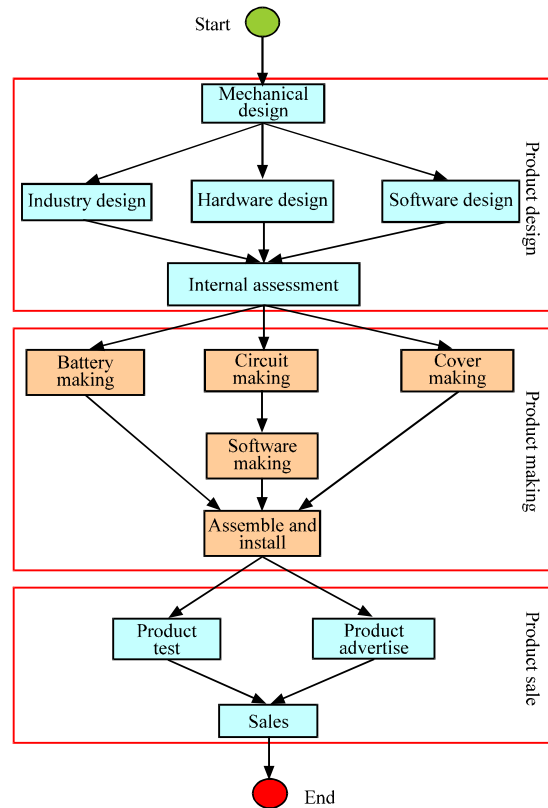 Start
Mechanical
design
Industry design
Hardware design
Software design
Internal assessment
Product design
Battery
making
Circuit
making
Cover
making
Software
making
Assemble and
install
Product making
Product
test
Product
advertise
Sales
Product sale
End